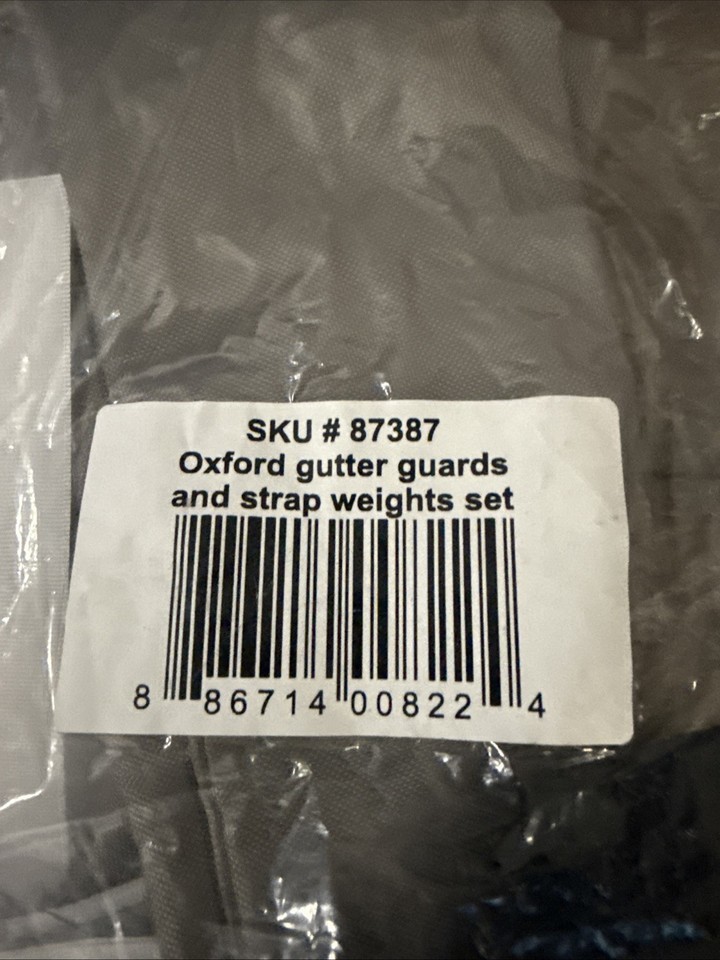 SKU # 87387
Oxford gutter guards
and strap weights set
8 86714 00822 4